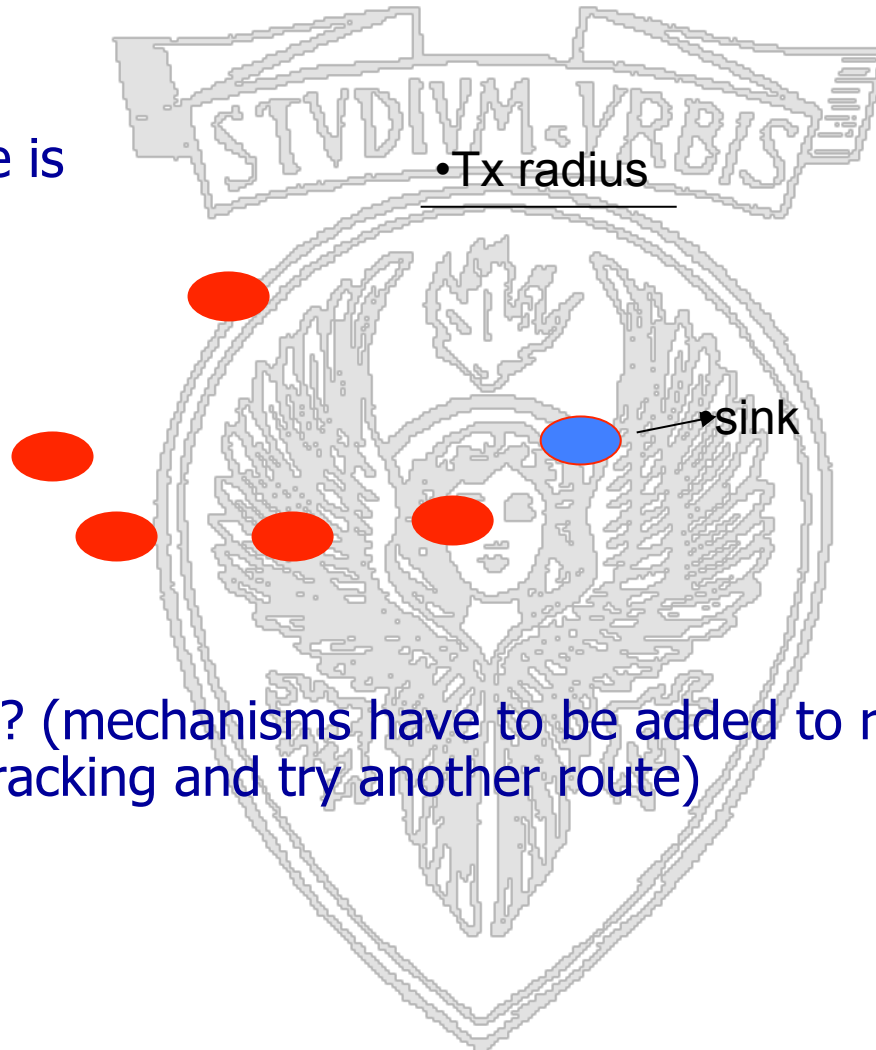 STVDIVM VRBIS
e is
•Tx radius
•sink
? (mechanisms have to be added to r
racking and try another route)